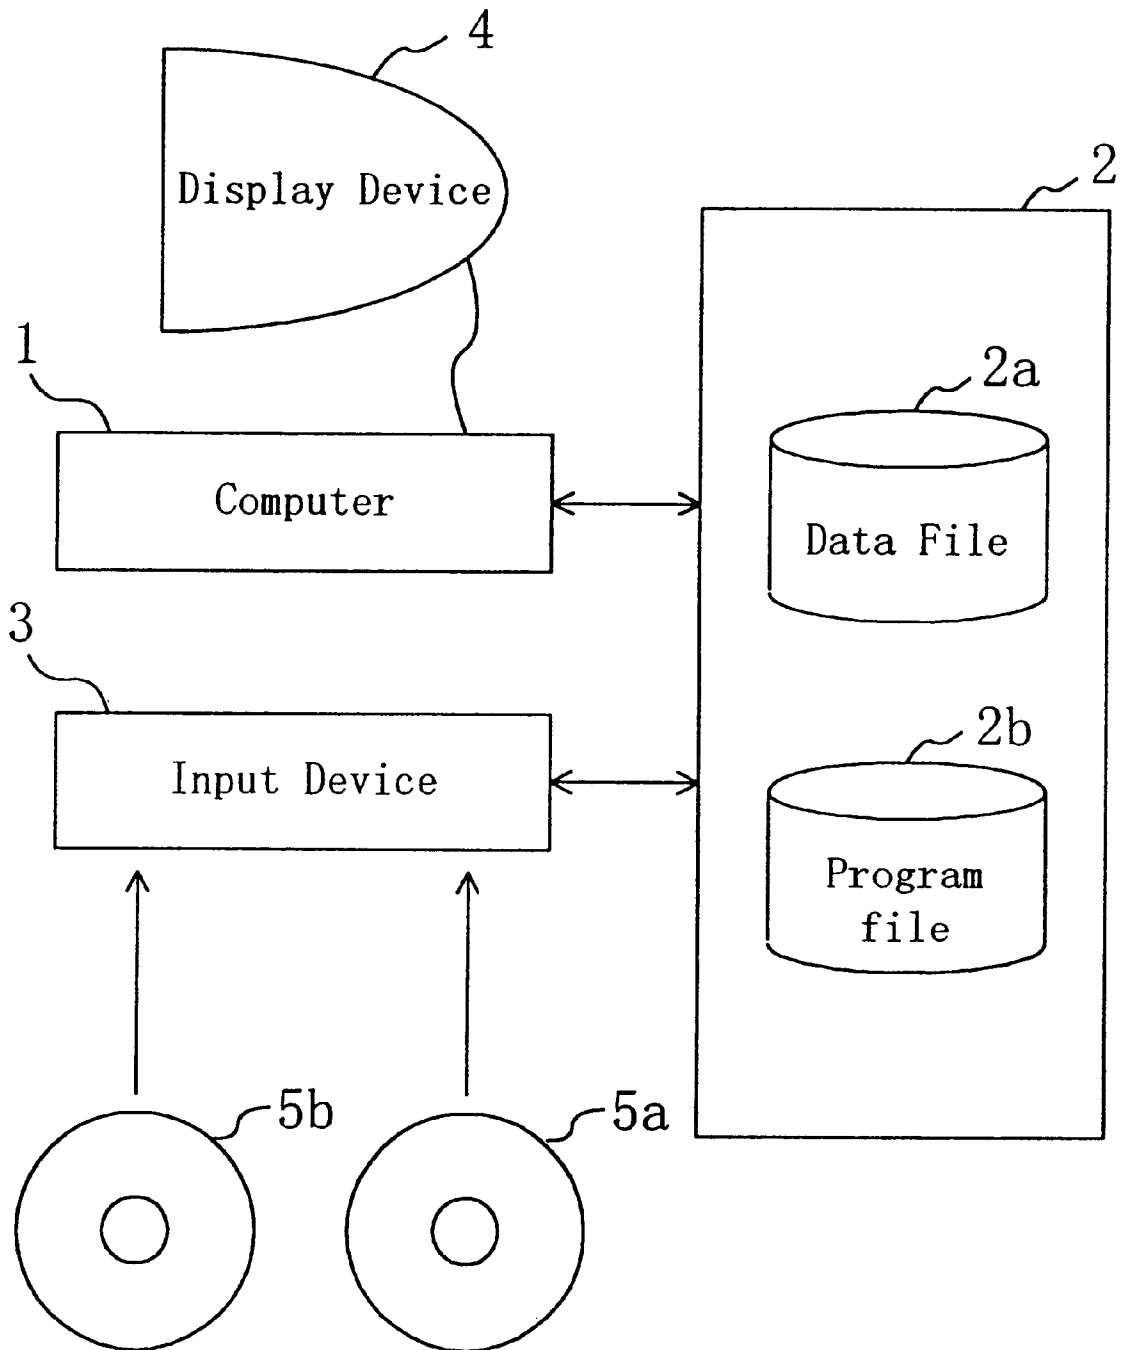 4
Display Device
2
1
2a
Computer
Data File
3
2b
Input Device
Program
file
5b
5a